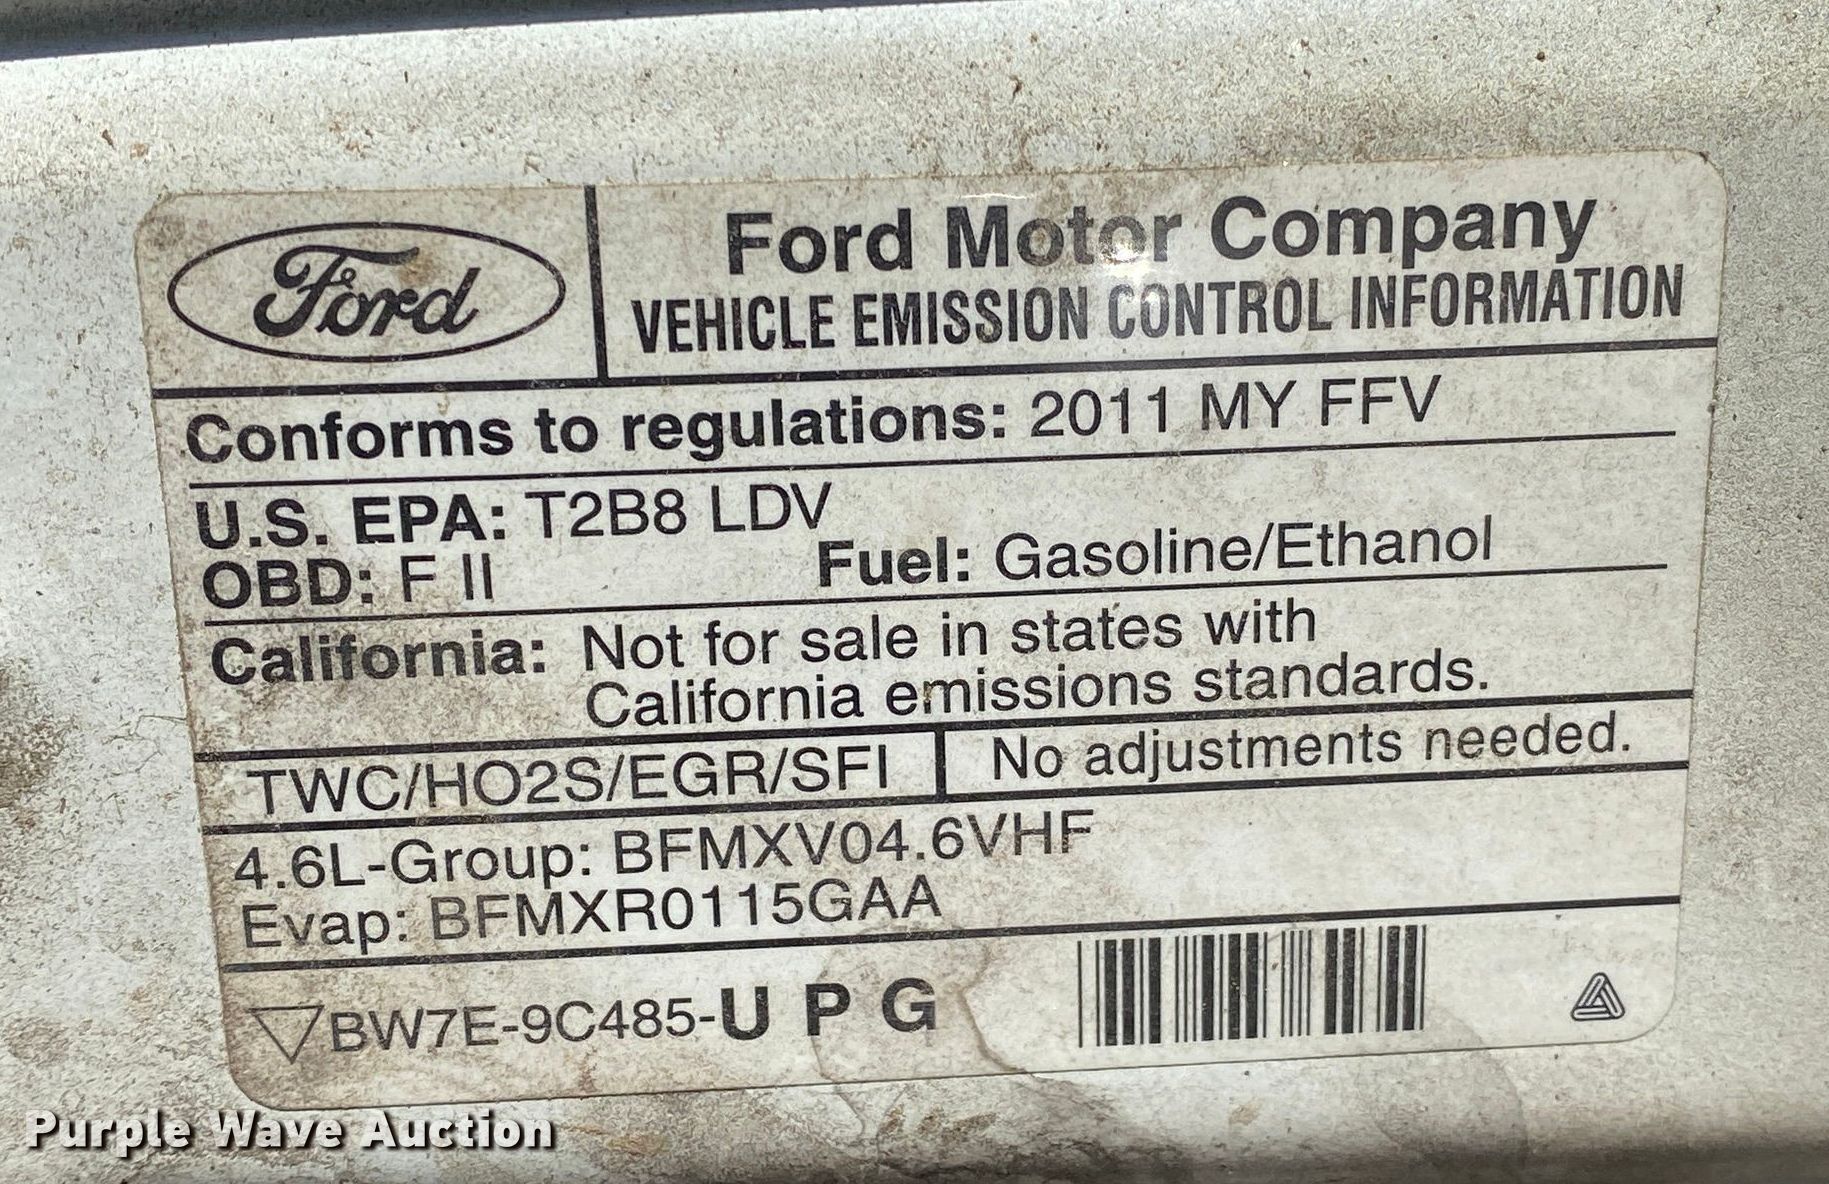 Ford
Ford Motor Company
VEHICLE EMISSION CONTROL INFORMATION
Conforms to regulations: 2011 MY FFV
U.S. EPA: T2B8 LDV
OBD: F II Fuel: Gasoline/Ethanol
California: Not for sale in states with
California emissions standards.
TWC/HO2S/EGR/SFI No adjustments needed.
4.6L-Group: BFMXV04.6VHF
Evap: BFMXR0115GAA
BW7E-9C485-U P G
Purple Wave Auction